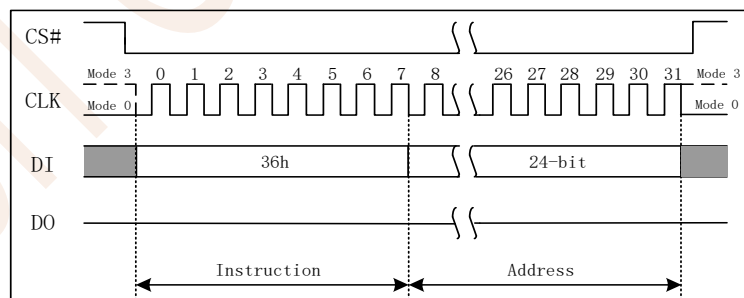 CS#
Mode 3 0 1 2 3 4 5 6 7 8 26 27 28 29 30 31 Mode 3
CLK
Mode 0 Mode 0
DI 36h 24-bit
DO
Instruction Address